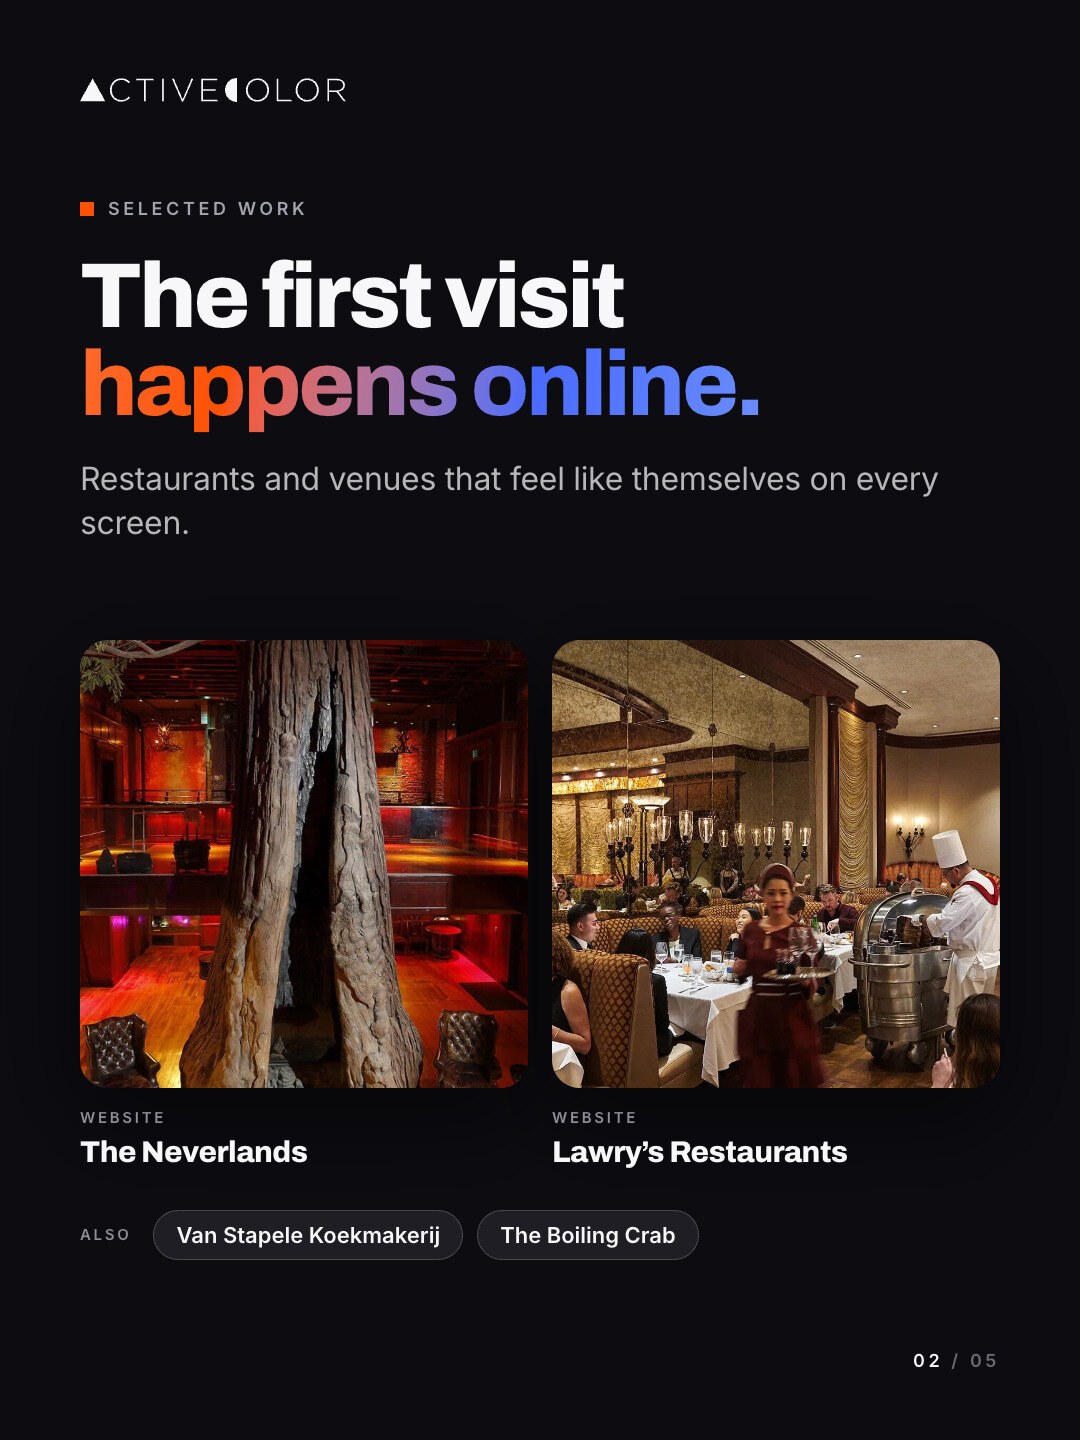 ACTIVECOLOR
SELECTED WORK
The first visit
happens online.
Restaurants and venues that feel like themselves on every
screen.
WEBSITE
The Neverlands
WEBSITE
Lawry’s Restaurants
ALSO
Van Stapele Koekmakerij
The Boiling Crab
02 / 05